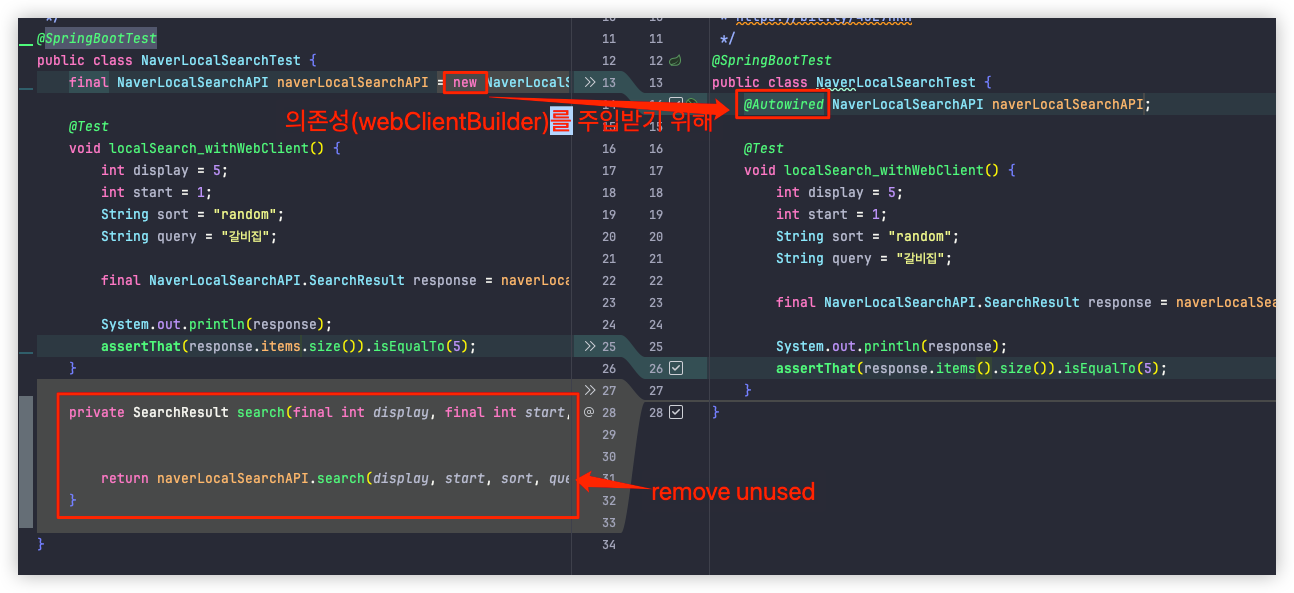 */
@SpringBootTest
public class NaverLocalSearchTest {
final NaverLocalSearchAPI naverLocalSearchAPI = new NaverLocalS
@Test
void localSearch_withWebClient() {
int display = 5;
int start = 1;
String sort = "random";
String query = "갈비집";
final NaverLocalSearchAPI.SearchResult response = naverLoca
System.out.println(response);
assertThat(response.items.size()).isEqualTo(5);
}
private SearchResult search(final int display, final int start,
return naverLocalSearchAPI.search(display, start, sort, que
}
}
11
12
13
15
16
17
18
19
20
21
22
23
24
25
26
27
@ 28
29
30
31
32
33
34
11
12
13
15
16
17
18
19
20
21
22
23
24
25
26
27
28
*/
@SpringBootTest
public class NaverLocalSearchTest {
@Autowired NaverLocalSearchAPI naverLocalSearchAPI;
@Test
void localSearch_withWebClient() {
int display = 5;
int start = 1;
String sort = "random";
String query = "갈비집";
final NaverLocalSearchAPI.SearchResult response = naverLocalSea
System.out.println(response);
assertThat(response.items().size()).isEqualTo(5);
}
}
의존성(webClientBuilder)를 주입받기 위해
remove unused